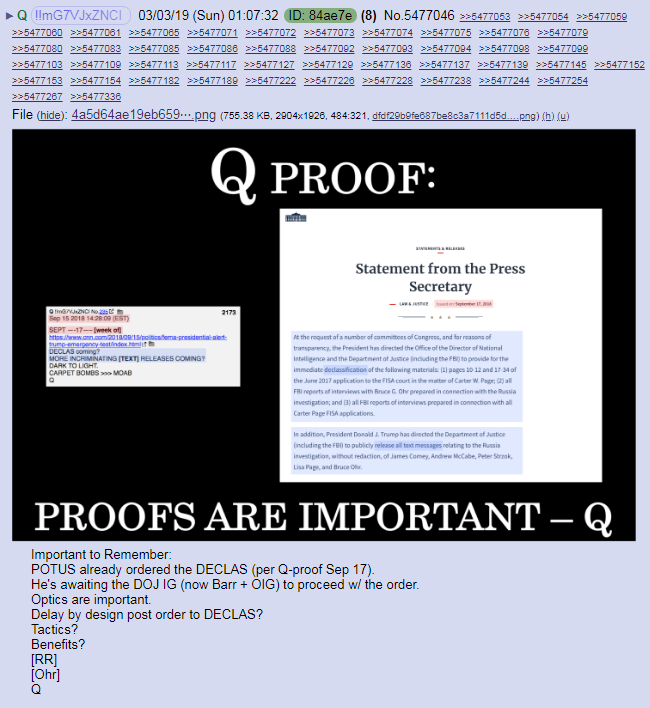 Q !!mG7VJxZNCI 03/03/19 (Sun) 01:07:32 ID: 84ae7e (8) No.5477046 >>5477053 >>5477054 >>5477059
>>5477060 >>5477061 >>5477065 >>5477071 >>5477072 >>5477073 >>5477074 >>5477075 >>5477076 >>5477079
>>5477080 >>5477083 >>5477085 >>5477086 >>5477088 >>5477092 >>5477093 >>5477094 >>5477098 >>5477099
>>5477103 >>5477109 >>5477113 >>5477117 >>5477127 >>5477129 >>5477136 >>5477137 >>5477139 >>5477145 >>5477152
>>5477153 >>5477154 >>5477182 >>5477189 >>5477222 >>5477226 >>5477228 >>5477238 >>5477244 >>5477254
>>5477267 >>5477336
File (hide): 4a5d64ae19eb659⋯.png (755.38 KB, 2904x1926, 484:321, dfdf29b9fe687be8c3a7111d5d….png) (h) (u)
Q PROOF:
Q !!mG7VJxZNCI
2173
Sep 15 2018 14:28:09 (EST)
SEPT ----17---- [week of]
https://www.cnn.com/2018/09/15/politics/fema-presidential-alert-
trump-emergency-test/index.html
DECLAS coming?
MORE INCRIMINATING [TEXT] RELEASES COMING?
DARK TO LIGHT.
CARPET BOMBS >>> MOAB
Q
STATEMENTS & RELEASES
Statement from the Press
Secretary
LAW & JUSTICE
Issued on: September 17, 2018
At the request of a number of committees of Congress, and for reasons of
transparency, the President has directed the Office of the Director of National
Intelligence and the Department of Justice (including the FBI) to provide for the
immediate declassification of the following materials: (1) pages 10-12 and 17-34 of
the June 2017 application to the FISA court in the matter of Carter W. Page; (2) all
FBI reports of interviews with Bruce G. Ohr prepared in connection with the Russia
investigation; and (3) all FBI reports of interviews prepared in connection with all
Carter Page FISA applications.
In addition, President Donald J. Trump has directed the Department of Justice
(including the FBI) to publicly release all text messages relating to the Russia
investigation, without redaction, of James Comey, Andrew McCabe, Peter Strzok,
Lisa Page, and Bruce Ohr.
PROOFS ARE IMPORTANT – Q
Important to Remember:
POTUS already ordered the DECLAS (per Q-proof Sep 17).
He's awaiting the DOJ IG (now Barr + OIG) to proceed w/ the order.
Optics are important.
Delay by design post order to DECLAS?
Tactics?
Benefits?
[RR]
[Ohr]
Q